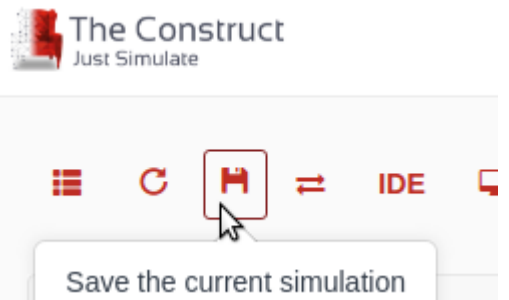 The Construct
Just Simulate
IDE
Save the current simulation